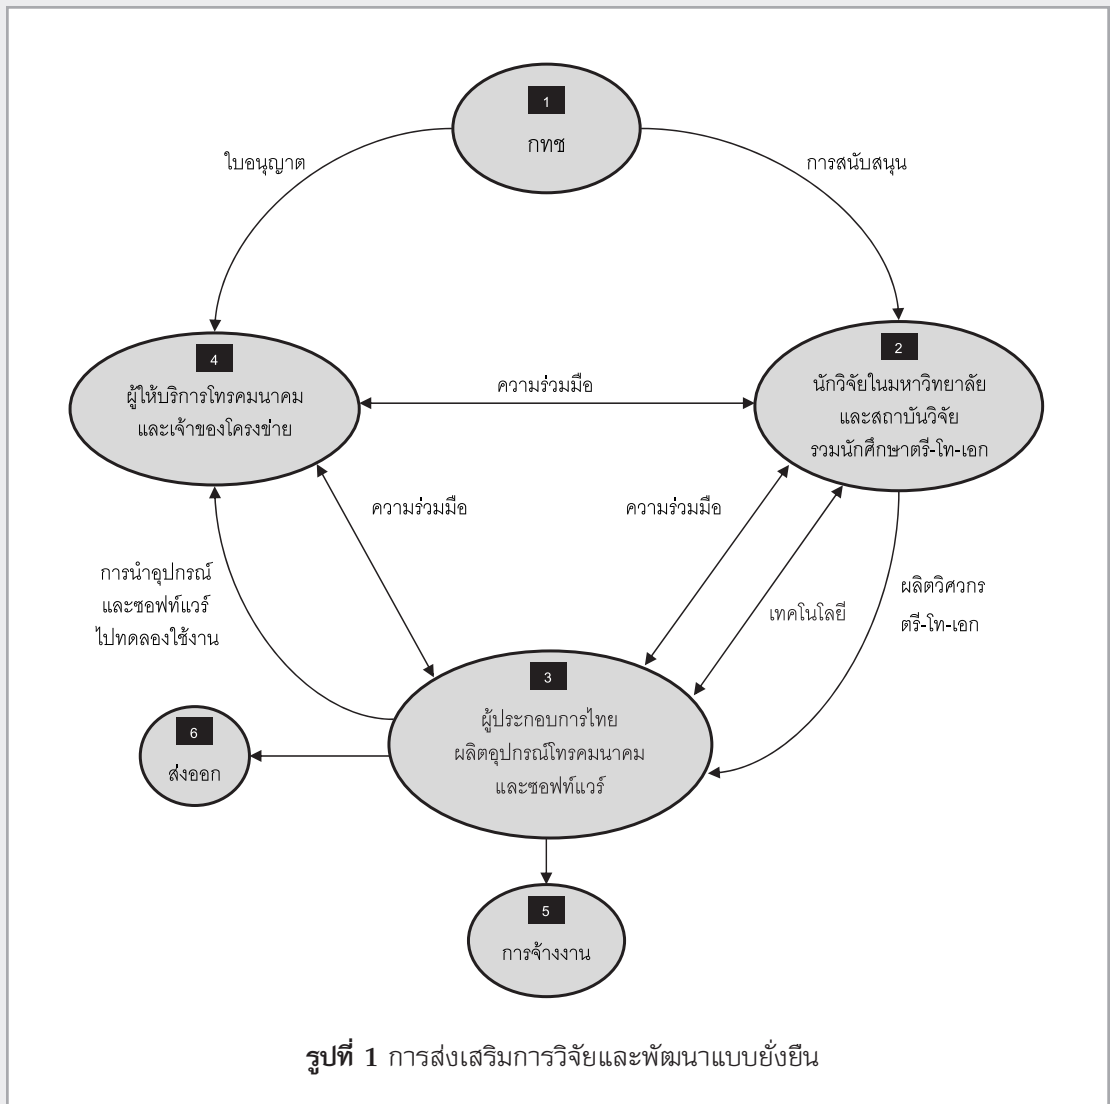 1
กทช
ใบอนุญาต
การสนับสนุน
4
ผู้ให้บริการโทรคมนาคม
และเจ้าของโครงข่าย
ความร่วมมือ
2
นักวิจัยในมหาวิทยาลัย
และสถาบันวิจัย
รวมนักศึกษาตรี-โท-เอก
ความร่วมมือ
ความร่วมมือ
การนำอุปกรณ์
และซอฟท์แวร์
ไปทดลองใช้งาน
เทคโนโลยี
ผลิตวิศวกร
ตรี-โท-เอก
3
ผู้ประกอบการไทย
ผลิตอุปกรณ์โทรคมนาคม
และซอฟท์แวร์
6
ส่งออก
5
การจ้างงาน
รูปที่ 1 การส่งเสริมการวิจัยและพัฒนาแบบยั่งยืน